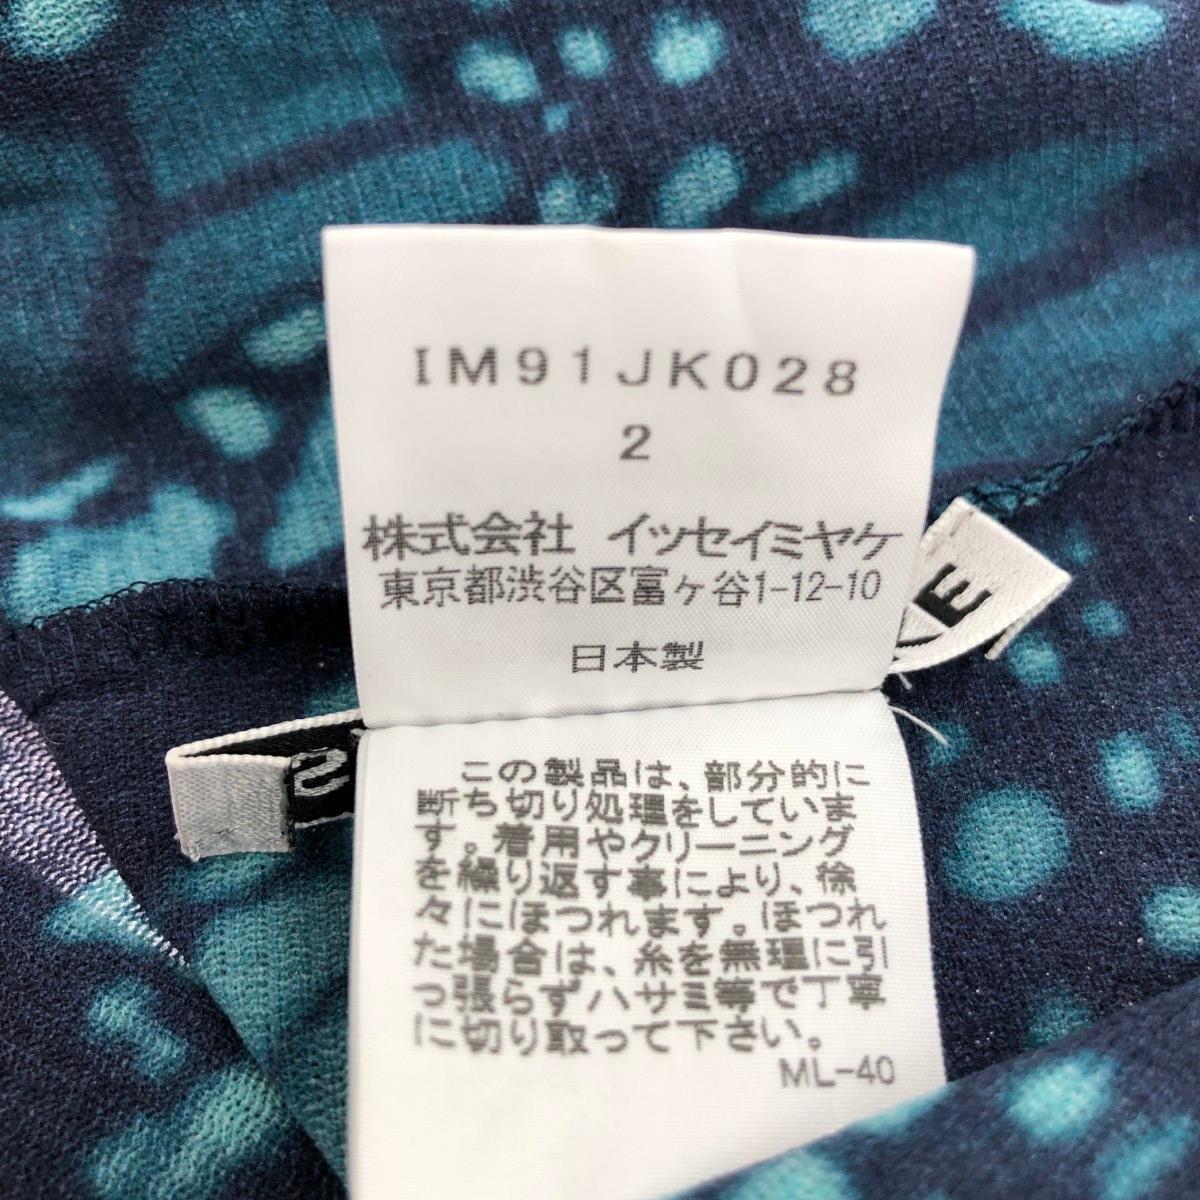 IM91JK028
2
株式会社 イッセイミヤケ
東京都渋谷区富ヶ谷1-12-10
日本製
この製品は、部分的に
断ち切り処理をしていま
す。着用やクリーニング
を繰り返す事により、徐
々にほつれます。ほつれ
た場合は、糸を無理に引
っ張らずハサミ等で丁寧
に切り取って下さい。
ML-40